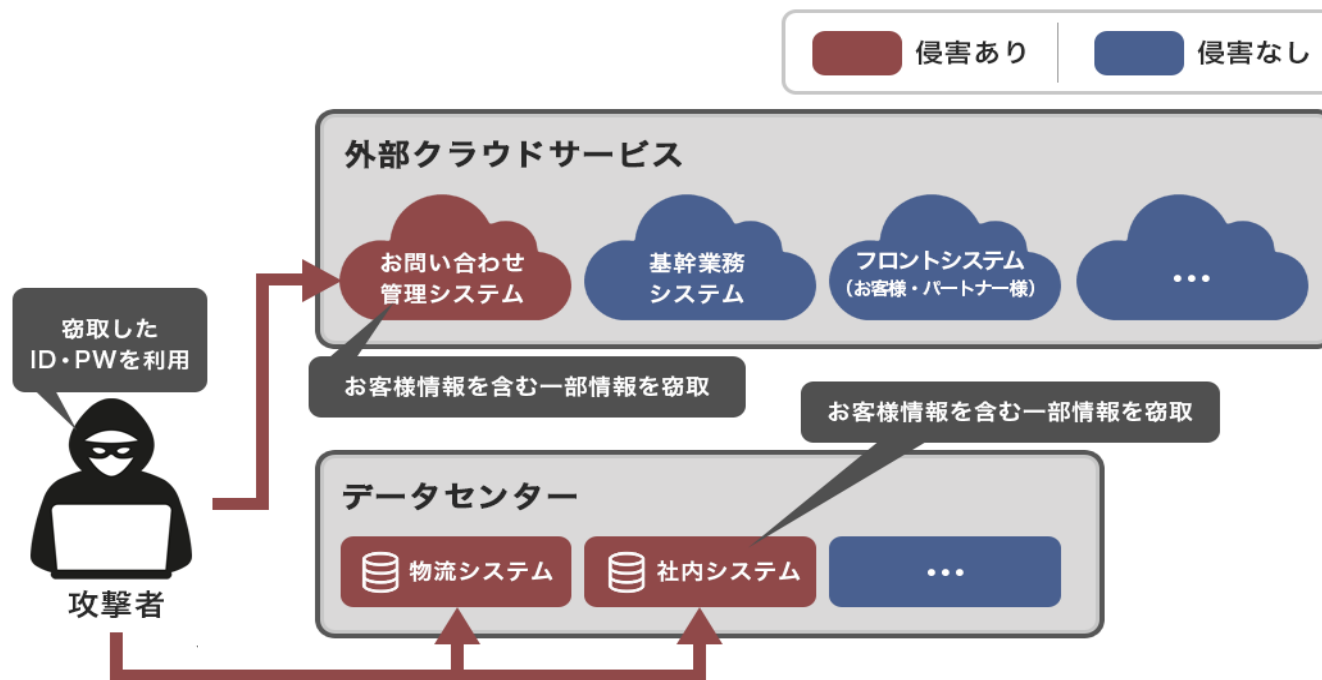 侵害あり
侵害なし
外部クラウドサービス
お問い合わせ
管理システム
基幹業務
システム
フロントシステム
(お客様・パートナー様)
…
窃取した
ID・PWを利用
お客様情報を含む一部情報を窃取
お客様情報を含む一部情報を窃取
データセンター
物流システム
社内システム
…
攻撃者